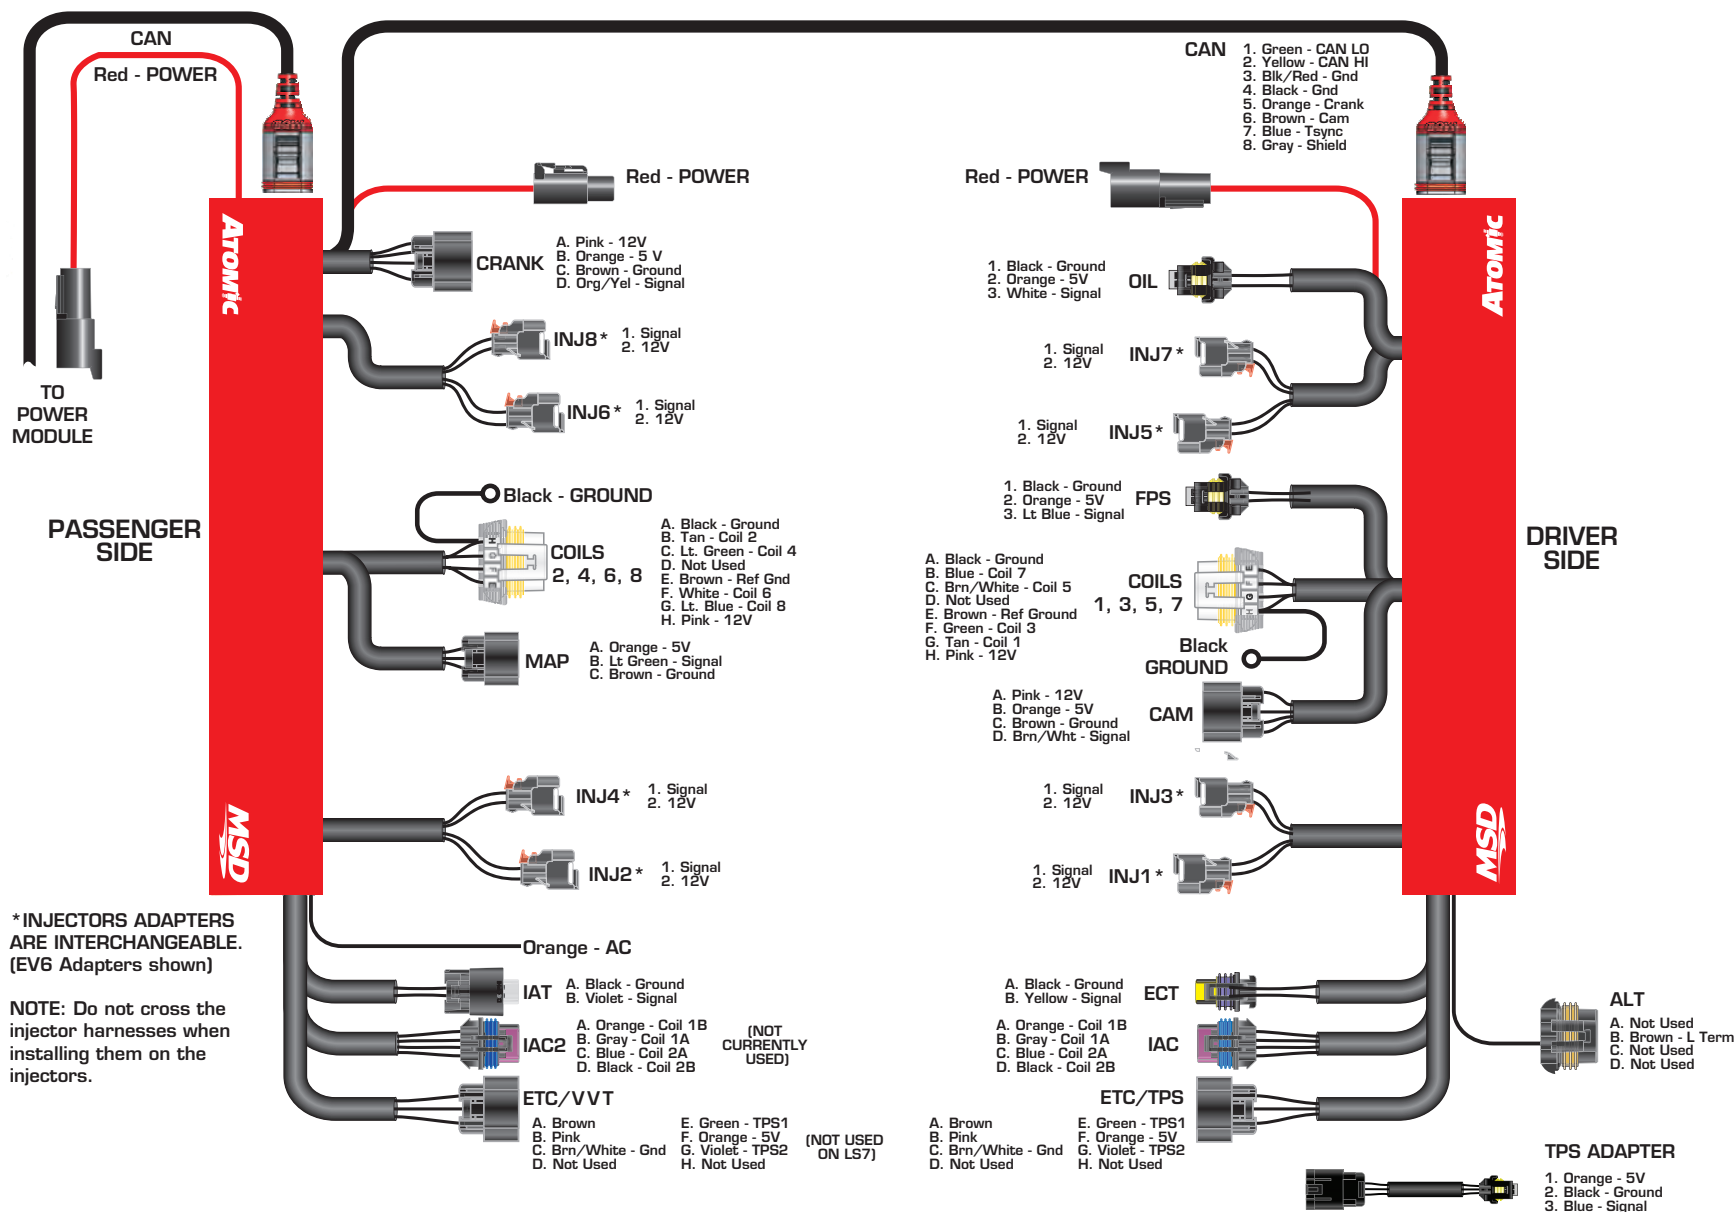 CAN
Red - POWER
TO
POWER
MODULE
PASSENGER
SIDE
ATOMIC
MSD
Red - POWER
CRANK
A. Pink - 12V
B. Orange - 5 V
C. Brown - Ground
D. Org/Yel - Signal
INJ8*
1. Signal
2. 12V
INJ6*
1. Signal
2. 12V
Black - GROUND
H
G
F
E
COILS
2, 4, 6, 8
A. Black - Ground
B. Tan - Coil 2
C. Lt. Green - Coil 4
D. Not Used
E. Brown - Ref Gnd
F. White - Coil 6
G. Lt. Blue - Coil 8
H. Pink - 12V
MAP
A. Orange - 5V
B. Lt Green - Signal
C. Brown - Ground
INJ4*
1. Signal
2. 12V
INJ2*
1. Signal
2. 12V
*INJECTORS ADAPTERS
ARE INTERCHANGEABLE.
(EV6 Adapters shown)
NOTE: Do not cross the
injector harnesses when
installing them on the
injectors.
Orange - AC
IAT
A. Black - Ground
B. Violet - Signal
IAC2
A. Orange - Coil 1B
B. Gray - Coil 1A
C. Blue - Coil 2A
D. Black - Coil 2B
(NOT
CURRENTLY
USED)
ETC/VVT
A. Brown
B. Pink
C. Brn/White - Gnd
D. Not Used
E. Green - TPS1
F. Orange - 5V
G. Violet - TPS2
H. Not Used
(NOT USED
ON LS7)
CAN
1. Green - CAN LO
2. Yellow - CAN HI
3. Blk/Red - Gnd
4. Black - Gnd
5. Orange - Crank
6. Brown - Cam
7. Blue - Tsync
8. Gray - Shield
Red - POWER
ATOMIC
MSD
DRIVER
SIDE
1. Black - Ground
2. Orange - 5V
3. White - Signal
OIL
1. Signal
2. 12V
INJ7*
1. Signal
2. 12V
INJ5*
1. Black - Ground
2. Orange - 5V
3. Lt Blue - Signal
FPS
A. Black - Ground
B. Blue - Coil 7
C. Brn/White - Coil 5
D. Not Used
E. Brown - Ref Ground
F. Green - Coil 3
G. Tan - Coil 1
H. Pink - 12V
COILS
1, 3, 5, 7
E
F
G
H
Black
GROUND
A. Pink - 12V
B. Orange - 5V
C. Brown - Ground
D. Brn/Wht - Signal
CAM
1. Signal
2. 12V
INJ3*
1. Signal
2. 12V
INJ1*
A. Black - Ground
B. Yellow - Signal
ECT
A. Orange - Coil 1B
B. Gray - Coil 1A
C. Blue - Coil 2A
D. Black - Coil 2B
IAC
ETC/TPS
A. Brown
B. Pink
C. Brn/White - Gnd
D. Not Used
E. Green - TPS1
F. Orange - 5V
G. Violet - TPS2
H. Not Used
ALT
A. Not Used
B. Brown - L Term
C. Not Used
D. Not Used
TPS ADAPTER
1. Orange - 5V
2. Black - Ground
3. Blue - Signal